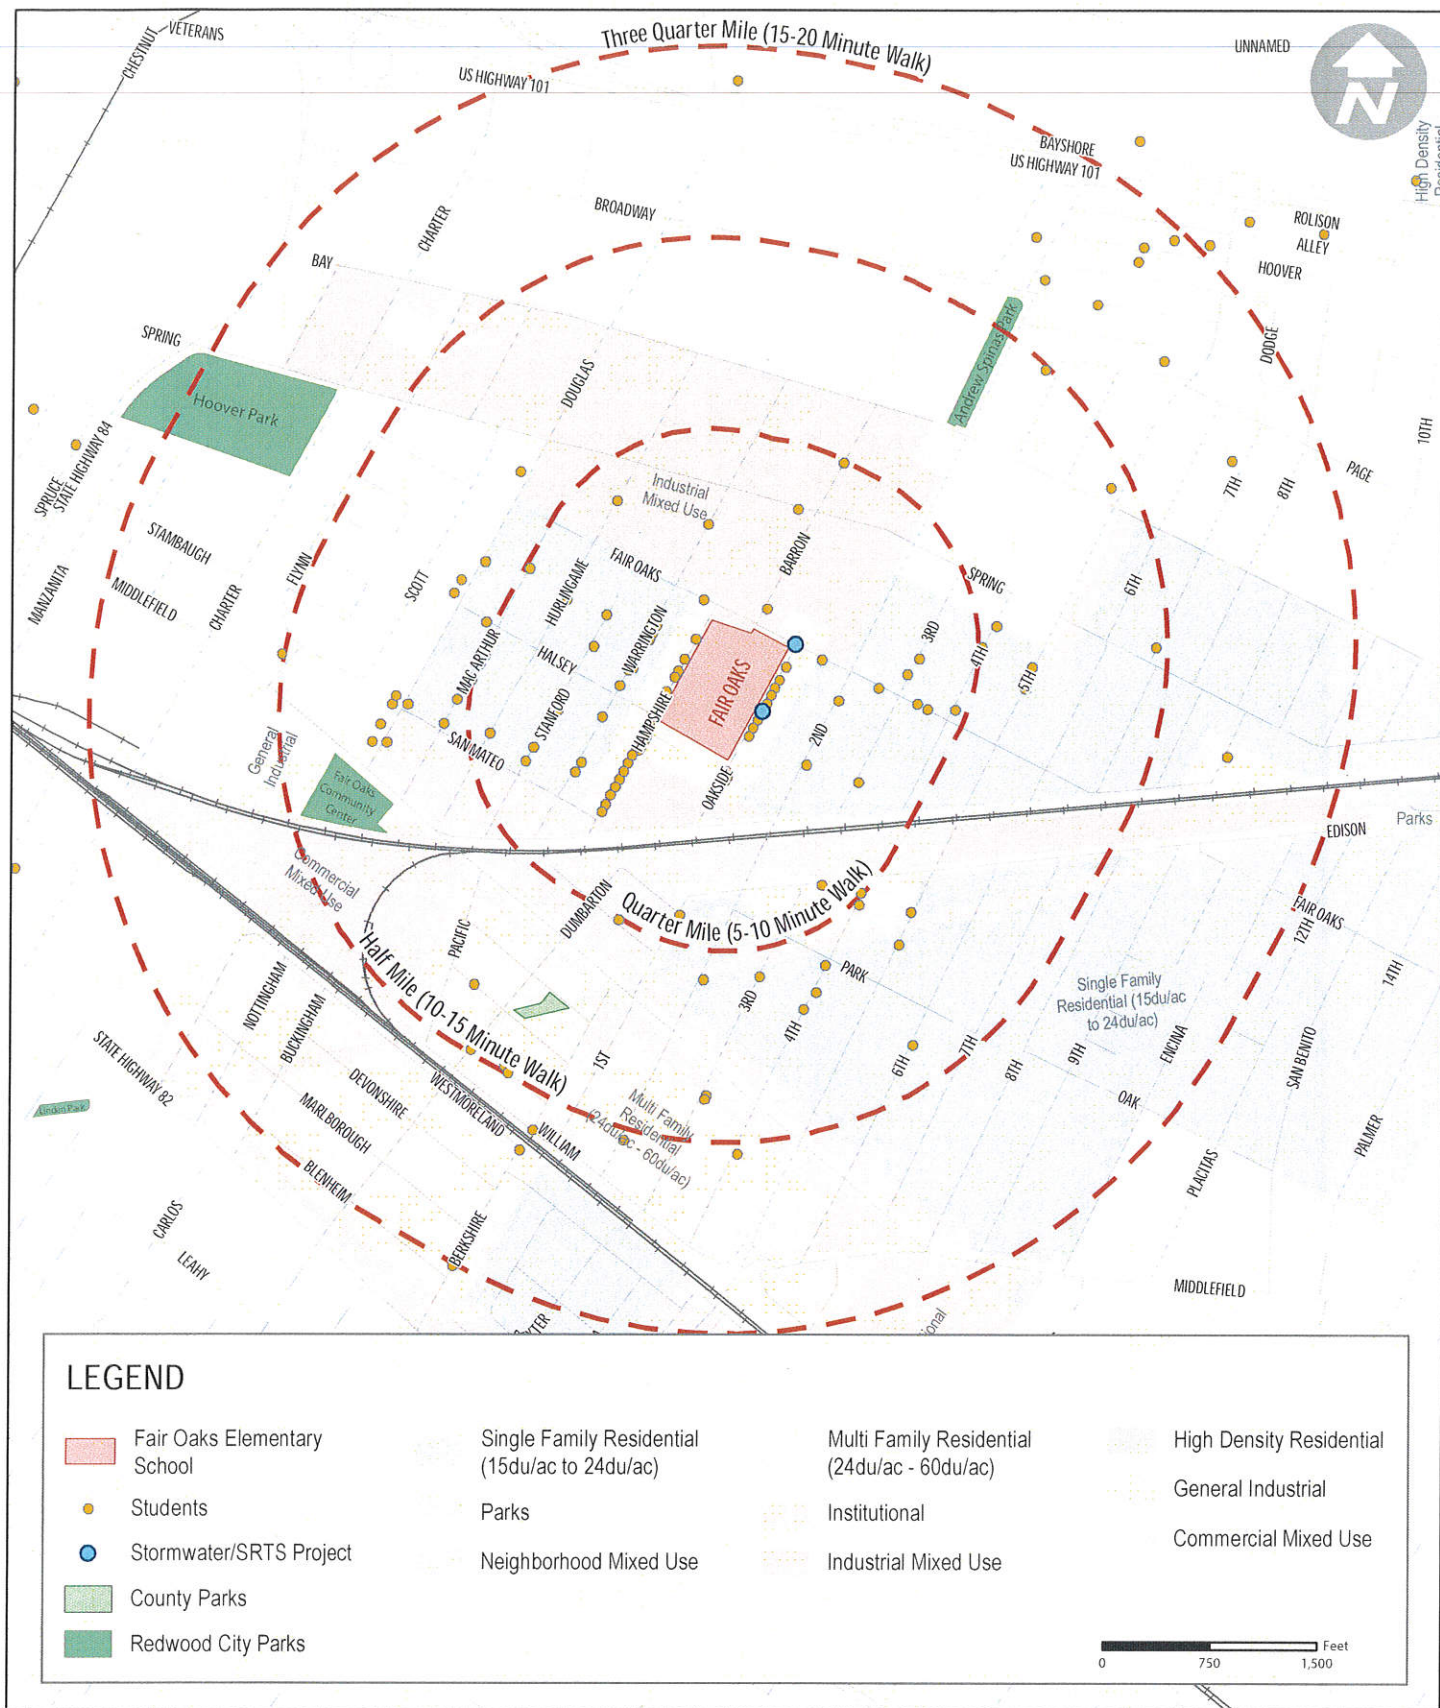 VETERANS
CHESTNUT
Three Quarter Mile (15-20 Minute Walk)
UNNAMED
N
US HIGHWAY 101
BAYSHORE
US HIGHWAY 101
High Density
Residential
CHARTER
BROADWAY
ROLISON
ALLEY
HOOVER
BAY
SPRING
DODGE
Andrew Spinas Park
DOUGLAS
Hoover Park
10TH
SPRUCE
STATE HIGHWAY 84
PAGE
7TH
8TH
Industrial
Mixed Use
STAMBAUGH
FLYNN
SCOTT
FAIR OAKS
BARRON
SPRING
6TH
MANZANITA
MIDDLEFIELD
CHARTER
HURLINGAME
WARRINGTON
3RD
4TH
5TH
MAC ARTHUR
HALSEY
STANFORD
HAMPSHIRE
FAIR OAKS
2ND
General
Industrial
SAN MATEO
OAKSIDE
Fair Oaks
Community
Center
Parks
EDISON
Commercial
Mixed Use
Quarter Mile (5-10 Minute Walk)
DUMBARTON
PACIFIC
FAIR OAKS
12TH
14TH
Half Mile (10-15 Minute Walk)
PARK
3RD
4TH
Single Family
Residential (15du/ac
to 24du/ac)
NOTTINGHAM
BUCKINGHAM
1ST
6TH
7TH
8TH
9TH
ENCINA
SAN BENITO
STATE HIGHWAY 82
DEVONSHIRE
WESTMORELAND
OAK
Linden Park
MARLBOROUGH
WILLIAM
Multi Family
Residential
(24du/ac - 60du/ac)
PALMER
BLENHEIM
PLACITAS
CARLOS
LEAHY
BERKSHIRE
MIDDLEFIELD
LEGEND
Fair Oaks Elementary
School
Students
Stormwater/SRTS Project
County Parks
Redwood City Parks
Single Family Residential
(15du/ac to 24du/ac)
Parks
Neighborhood Mixed Use
Multi Family Residential
(24du/ac - 60du/ac)
Institutional
Industrial Mixed Use
High Density Residential
General Industrial
Commercial Mixed Use
Feet
0 750 1,500